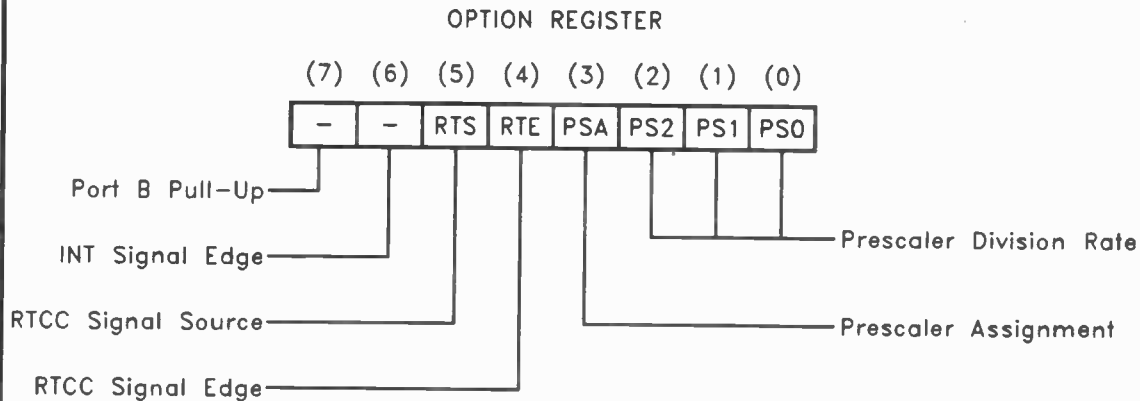 OPTION REGISTER
(7) (6) (5) (4) (3) (2) (1) (0)
- - RTS RTE PSA PS2 PS1 PS0
Port B Pull-Up
INT Signal Edge
Prescaler Division Rate
RTCC Signal Source
Prescaler Assignment
RTCC Signal Edge